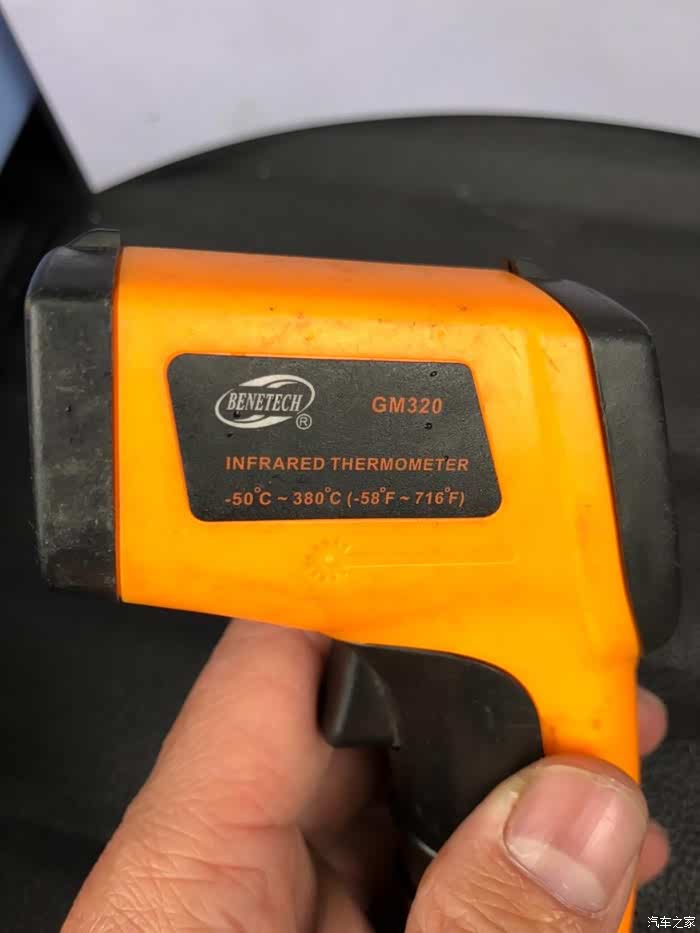 BENETECH ®
GM320
INFRARED THERMOMETER
-50°C ~ 380°C (-58°F ~ 716°F)
汽车之家